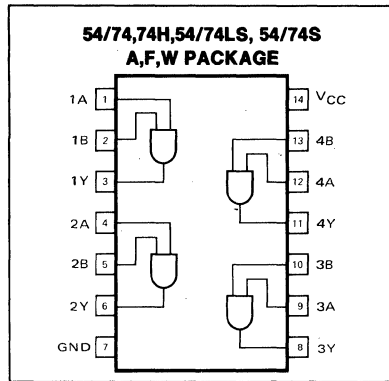 54/74,74H,54/74LS, 54/74S
A,F,W PACKAGE
1A 1
14 VCC
1B 2
13 4B
1Y 3
12 4A
2A 4
11 4Y
2B 5
10 3B
2Y 6
9 3A
GND 7
8 3Y